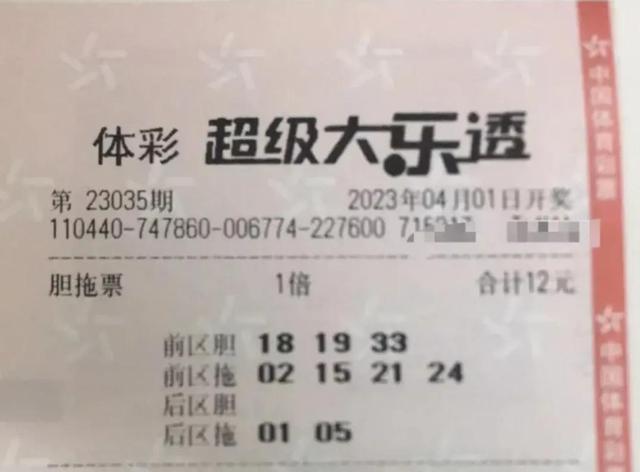 体彩 超级大乐透
第 23035期 2023年04月01日开奖
110440-747860-006774-227600
胆拖票 1倍 合计12元
前区胆 18 19 33
前区拖 02 15 21 24
后区胆
后区拖 01 05
中国体育彩票
中国体育